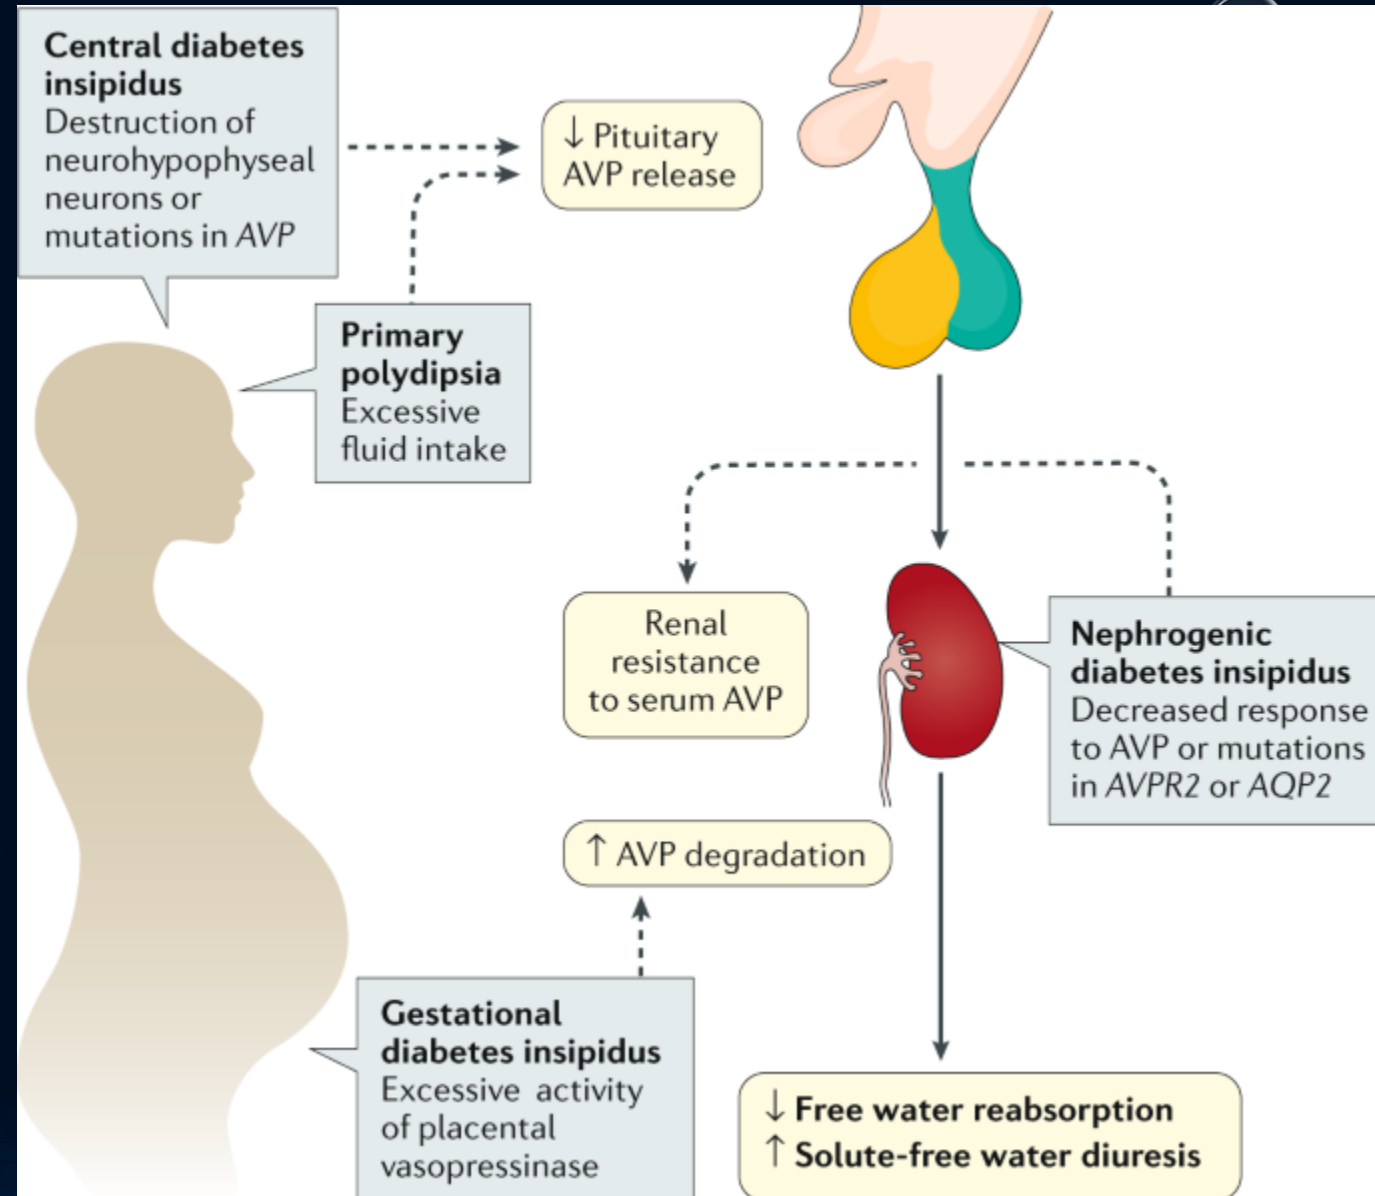 Central diabetes
insipidus
Destruction of
neurohypophyseal
neurons or
mutations in AVP
↓ Pituitary
AVP release
Primary
polydipsia
Excessive
fluid intake
Renal
resistance
to serum AVP
Nephrogenic
diabetes insipidus
Decreased response
to AVP or mutations
in AVPR2 or AQP2
↑ AVP degradation
Gestational
diabetes insipidus
Excessive activity
of placental
vasopressinase
↓ Free water reabsorption
↑ Solute-free water diuresis